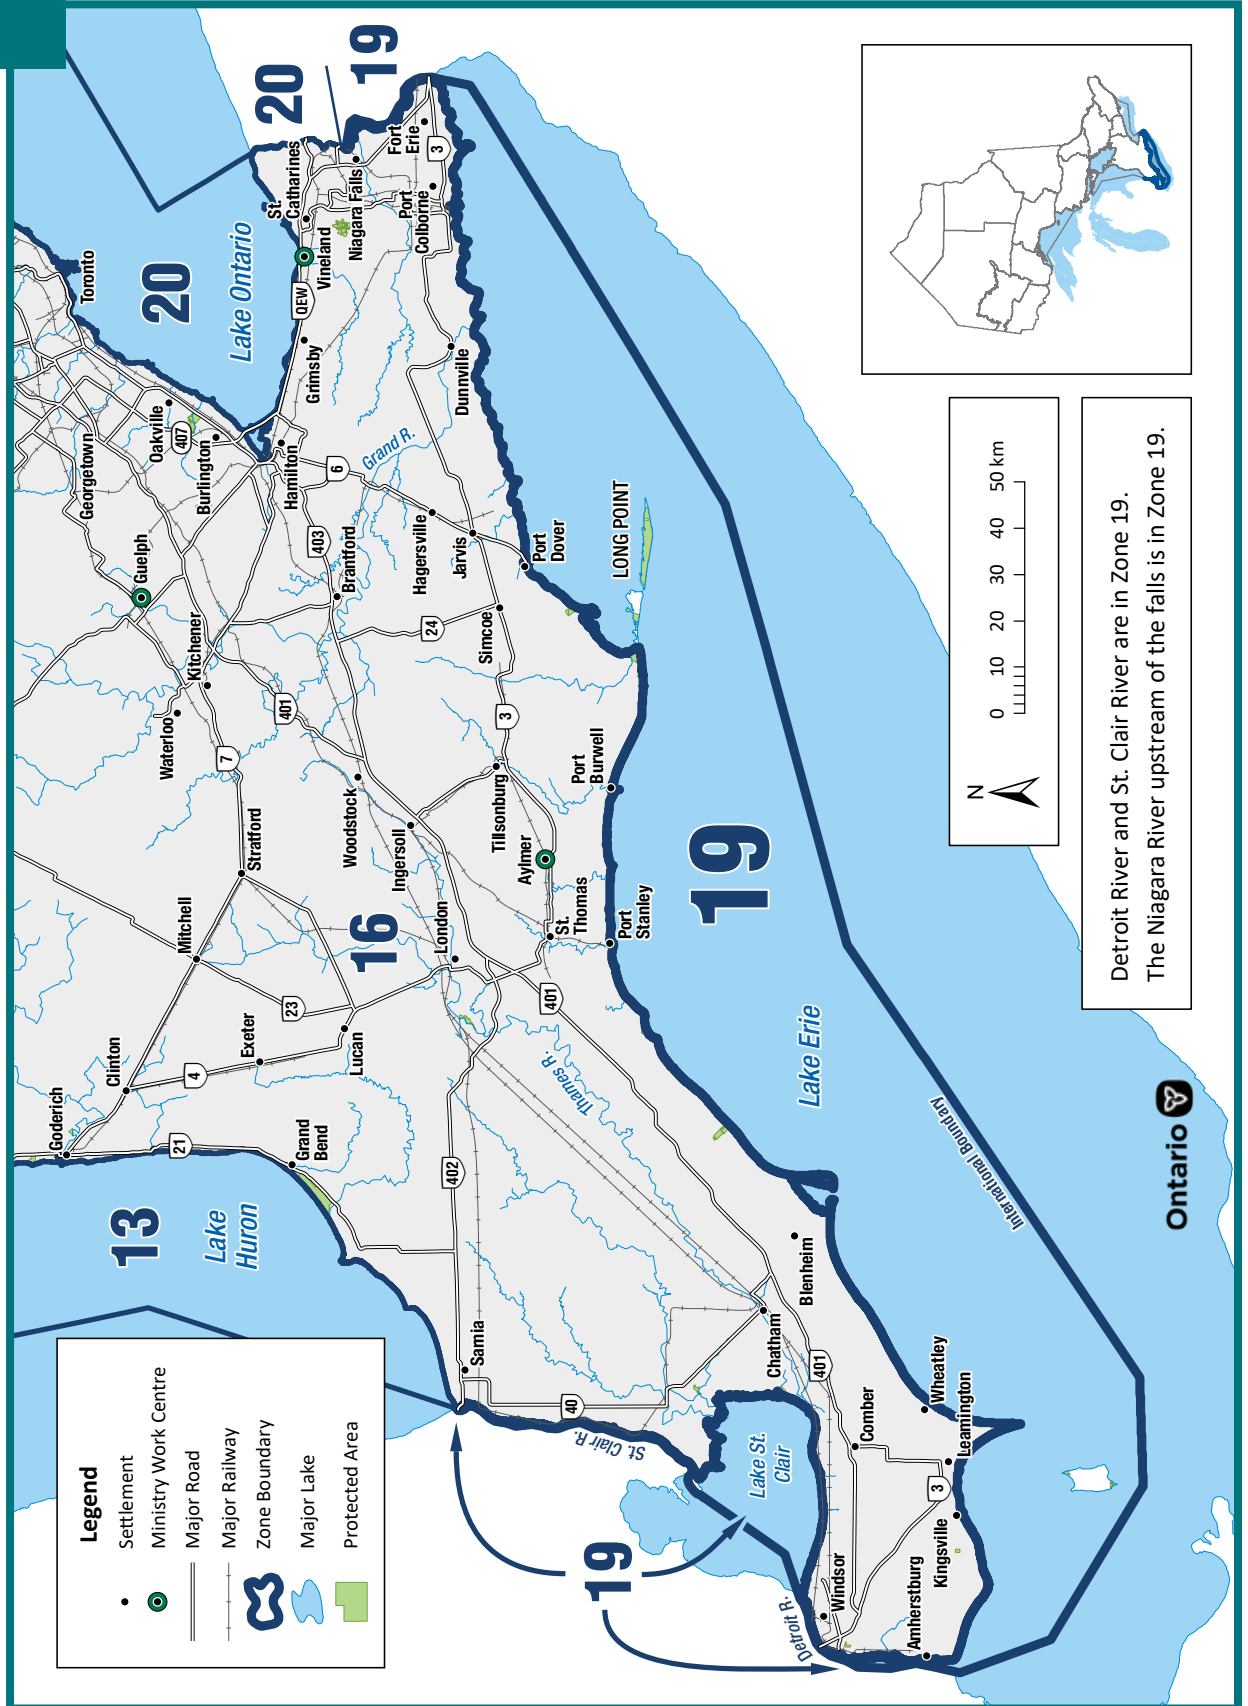 Legend
Settlement
Ministry Work Centre
Major Road
Major Railway
Zone Boundary
Major Lake
Protected Area
13
Lake
Huron
Goderich
21
Clinton
4
Exeter
Grand
Bend
Mitchell
23
Lucan
Stratford
7
Waterloo
Kitchener
Guelph
Georgetown
Oakville
407
Burlington
Toronto
20
Lake Ontario
20
19
St.
Catharines
QEW
Vineland
Niagara Falls
Fort
Erie
3
Port
Colborne
Grimsby
Hamilton
6
Grand R.
Dunnville
403
Brantford
Hagersville
Jarvis
24
Simcoe
Port
Dover
LONG POINT
401
Woodstock
Ingersoll
3
Tillsonburg
Aylmer
Port
Burwell
16
London
St.
Thomas
Port
Stanley
401
402
Thames R.
Sarnia
40
St. Clair R.
Lake St.
Clair
Chatham
Blenheim
401
Comber
Wheatley
Leamington
3
Kingsville
Windsor
Amherstburg
Detroit R.
19
19
Lake Erie
International Boundary
N
0 10 20 30 40 50 km
Detroit River and St. Clair River are in Zone 19.
The Niagara River upstream of the falls is in Zone 19.
Ontario